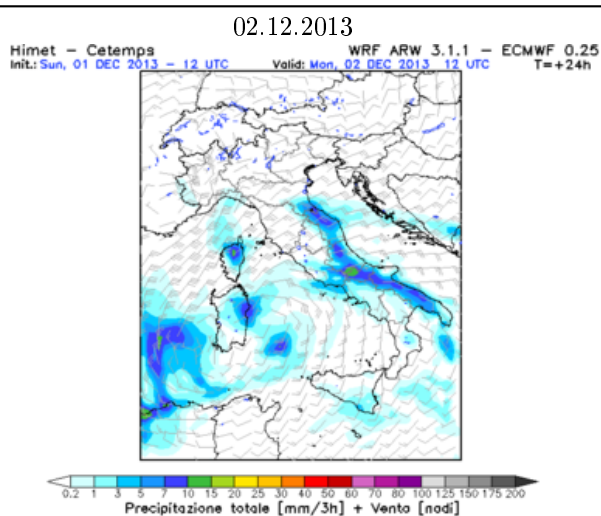 02.12.2013
Himet – Cetemps WRF ARW 3.1.1 – ECMWF 0.25
Init.: Sun, 01 DEC 2013 – 12 UTC Valid: Mon, 02 DEC 2013 12 UTC T=+24h
0.2 1 3 5 7 10 15 20 25 30 40 50 60 70 80 100 125 150 175 200
Precipitazione totale [mm/3h] + Vento [nodi]